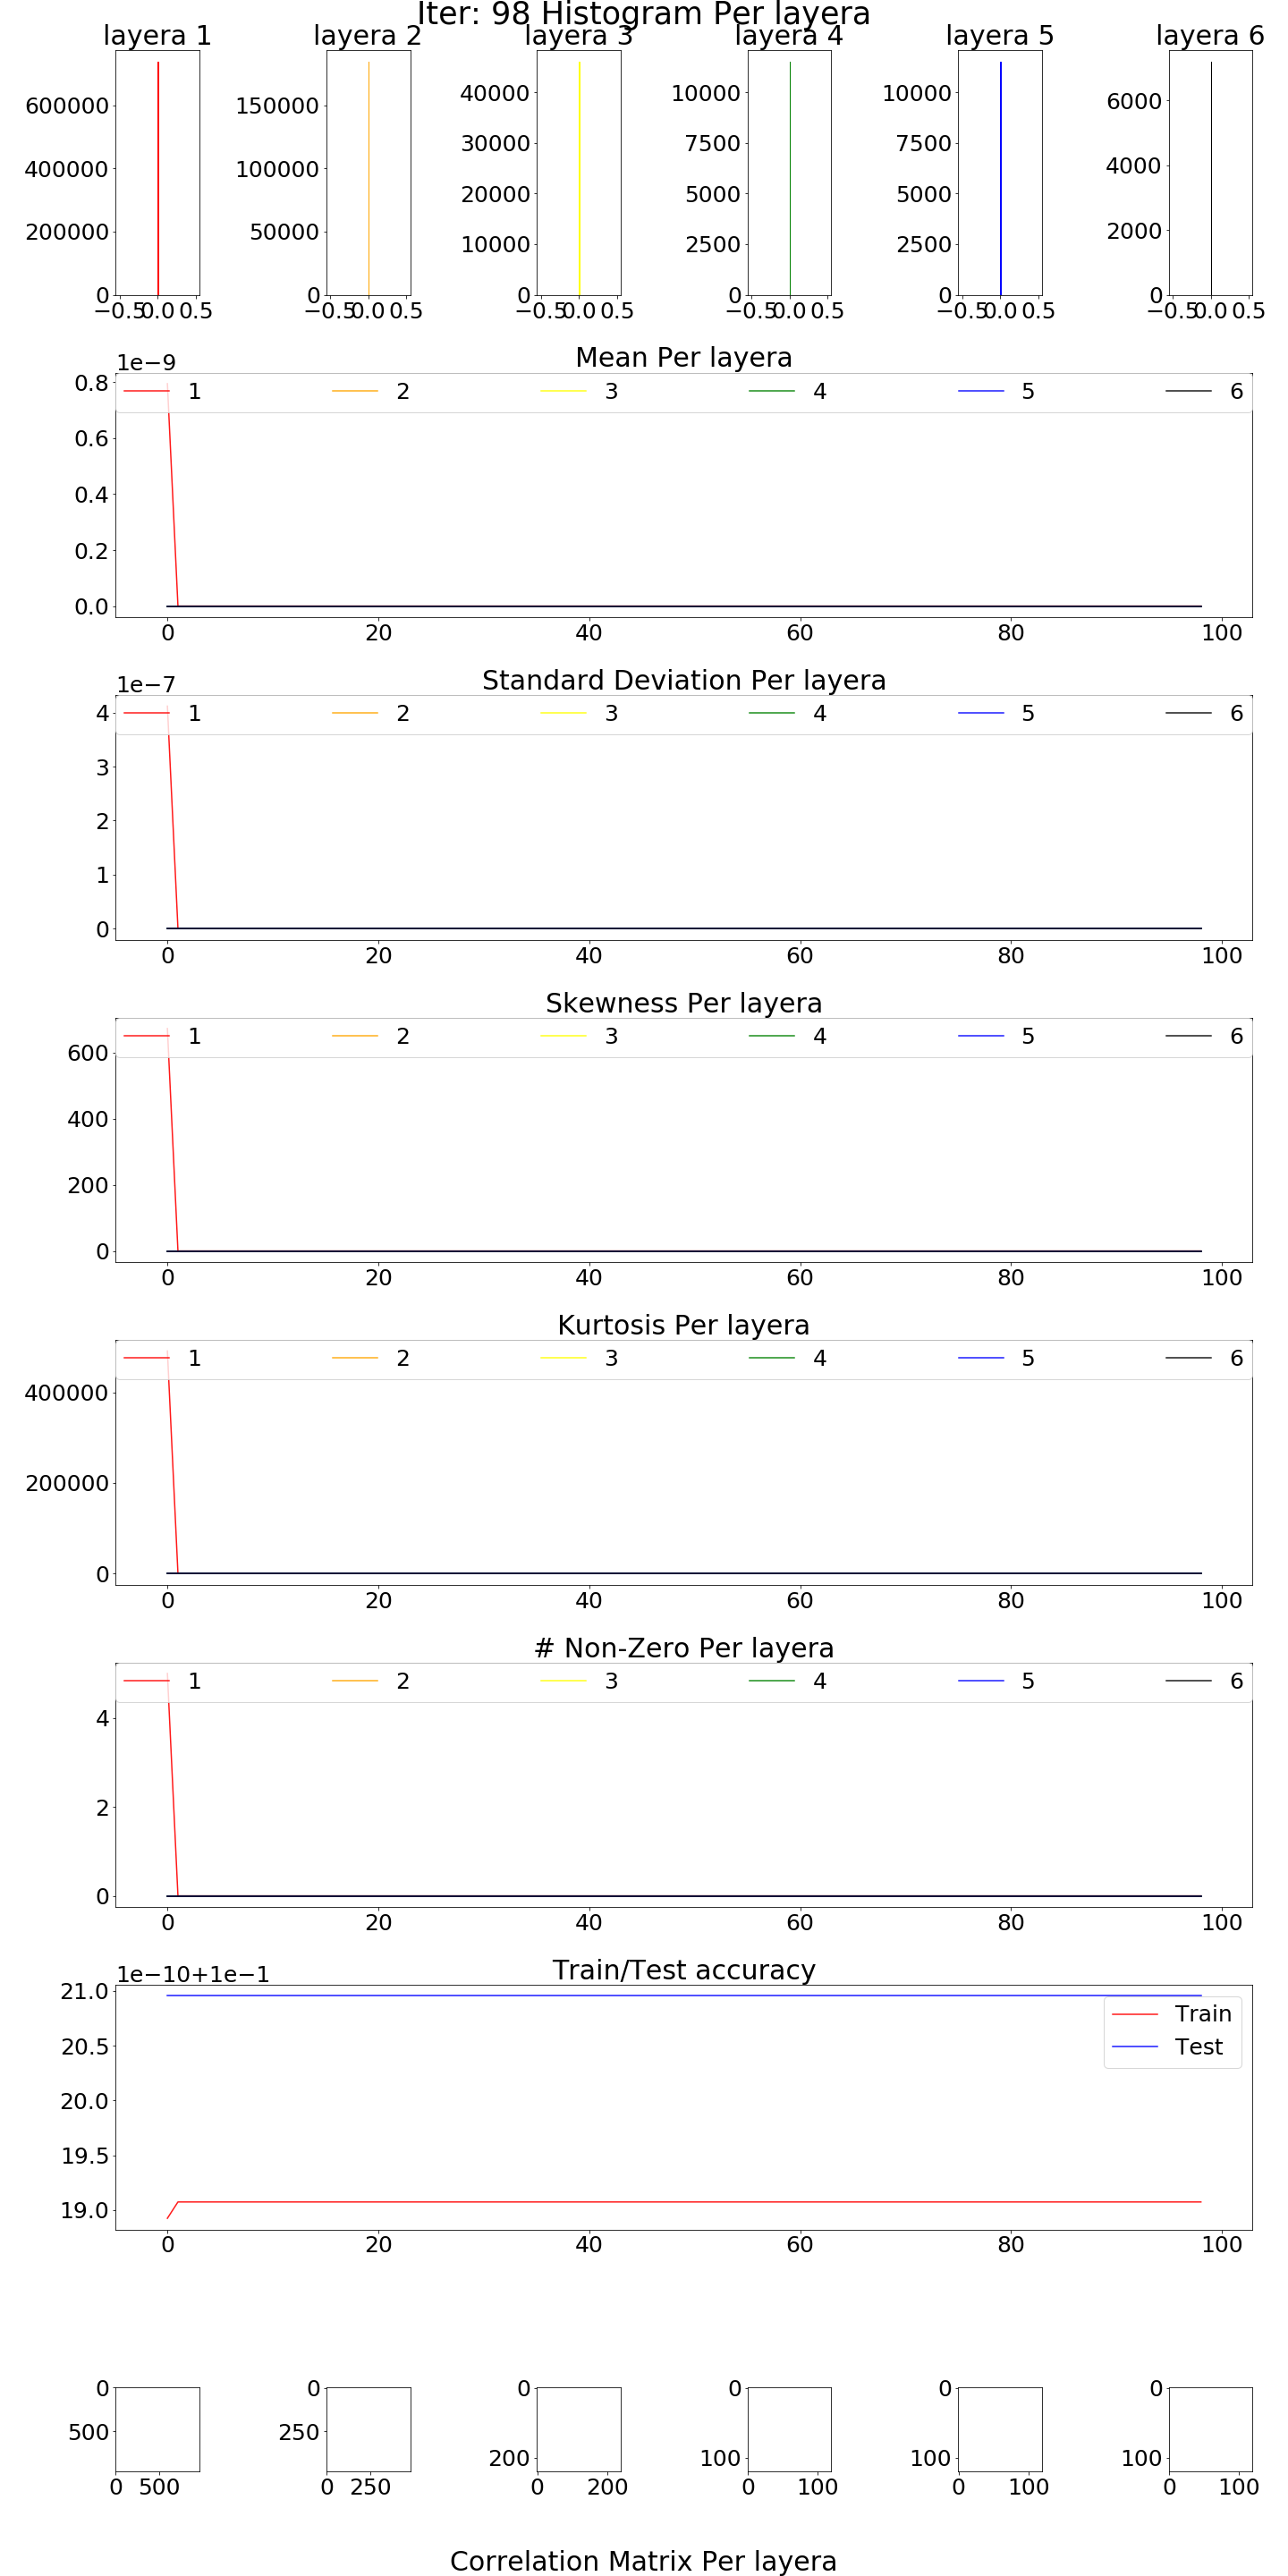 Iter: 98 Histogram Per layera
layera 1 layera 2 layera 3 layera 4 layera 5 layera 6
600000 150000 40000 10000 10000 6000
400000 100000 30000 7500 7500 4000
200000 50000 20000 5000 5000 2000
10000 2500 2500
0 0 0 0 0 0
−0.5 0.0 0.5 −0.5 0.0 0.5 −0.5 0.0 0.5 −0.5 0.0 0.5 −0.5 0.0 0.5 −0.5 0.0 0.5
Mean Per layera
1e−9
1 2 3 4 5 6
0.8
0.6
0.4
0.2
0.0
0 20 40 60 80 100
Standard Deviation Per layera
1e−7
1 2 3 4 5 6
4
3
2
1
0
0 20 40 60 80 100
Skewness Per layera
1 2 3 4 5 6
600
400
200
0
0 20 40 60 80 100
Kurtosis Per layera
1 2 3 4 5 6
400000
200000
0
0 20 40 60 80 100
# Non-Zero Per layera
1 2 3 4 5 6
4
2
0
0 20 40 60 80 100
Train/Test accuracy
1e−10+1e−1
21.0
20.5
20.0
19.5
19.0
Train
Test
0 20 40 60 80 100
0 0 0 0 0 0
500 250 200 100 100 100
0 500 0 250 0 200 0 100 0 100 0 100
Correlation Matrix Per layera